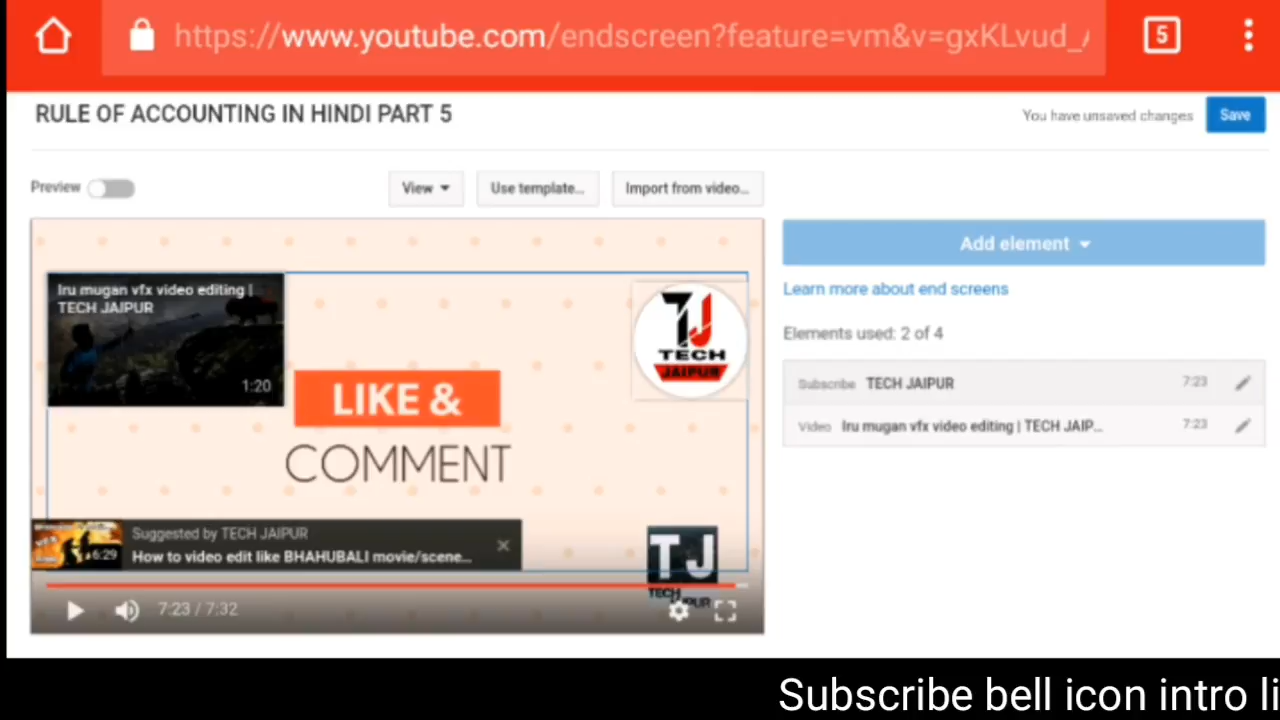 https://www.youtube.com/endscreen?feature=vm&v=gxKLvud_
5
RULE OF ACCOUNTING IN HINDI PART 5
You have unsaved changes
Save
Preview
View
Use template...
Import from video...
Add element
Learn more about end screens
Elements used: 2 of 4
Subscribe TECH JAIPUR 7:23
Video Iru mugan vfx video editing | TECH JAIP... 7:23
Iru mugan vfx video editing |
TECH JAIPUR
1:20
TJ
TECH
JAIPUR
LIKE &
COMMENT
Suggested by TECH JAIPUR
How to video edit like BHAHUBALI movie/scene...
6:29
TJ
TECH
7:23 / 7:32
Subscribe bell icon intro li